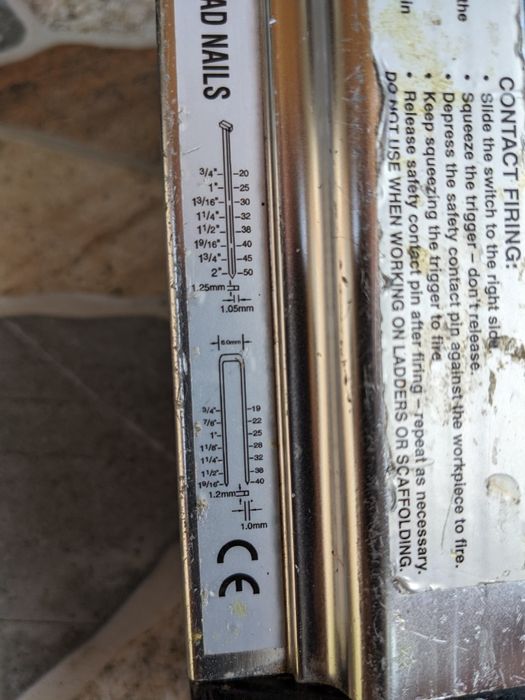 AD NAILS
3/4" 20
1" 25
13/16" 30
11/4" 32
11/2" 38
19/16" 40
13/4" 45
2" 50
1.25mm
1.05mm
6.0mm
3/4" 19
7/8" 22
1" 25
11/8" 28
11/4" 32
11/2" 38
19/16" 40
1.2mm
1.0mm
CE
CONTACT FIRING:
• Slide the switch to the right side
• Squeeze the trigger – don't release.
• Depress the safety contact pin against the workpiece to fire.
• Keep squeezing the trigger to fire
• Release safety contact pin after firing – repeat as necessary.
DO NOT USE WHEN WORKING ON LADDERS OR SCAFFOLDING.
the
in